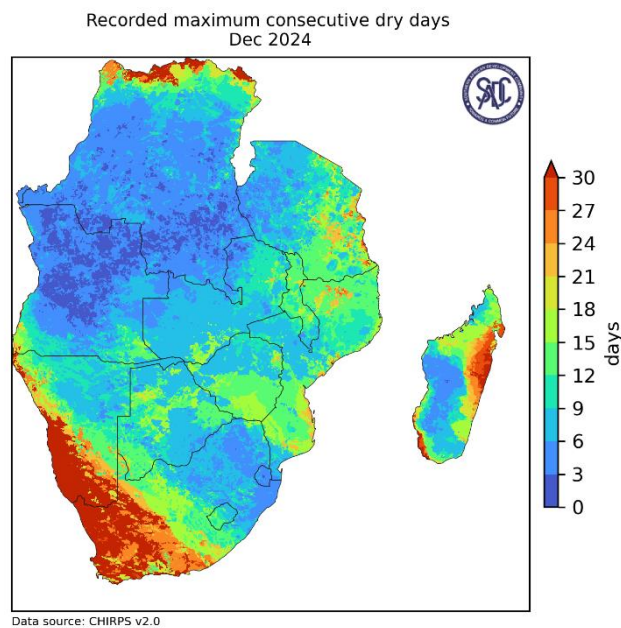 Recorded maximum consecutive dry days
Dec 2024
SADC
30
27
24
21
18
15
12
9
6
3
0
days
Data source: CHIRPS v2.0